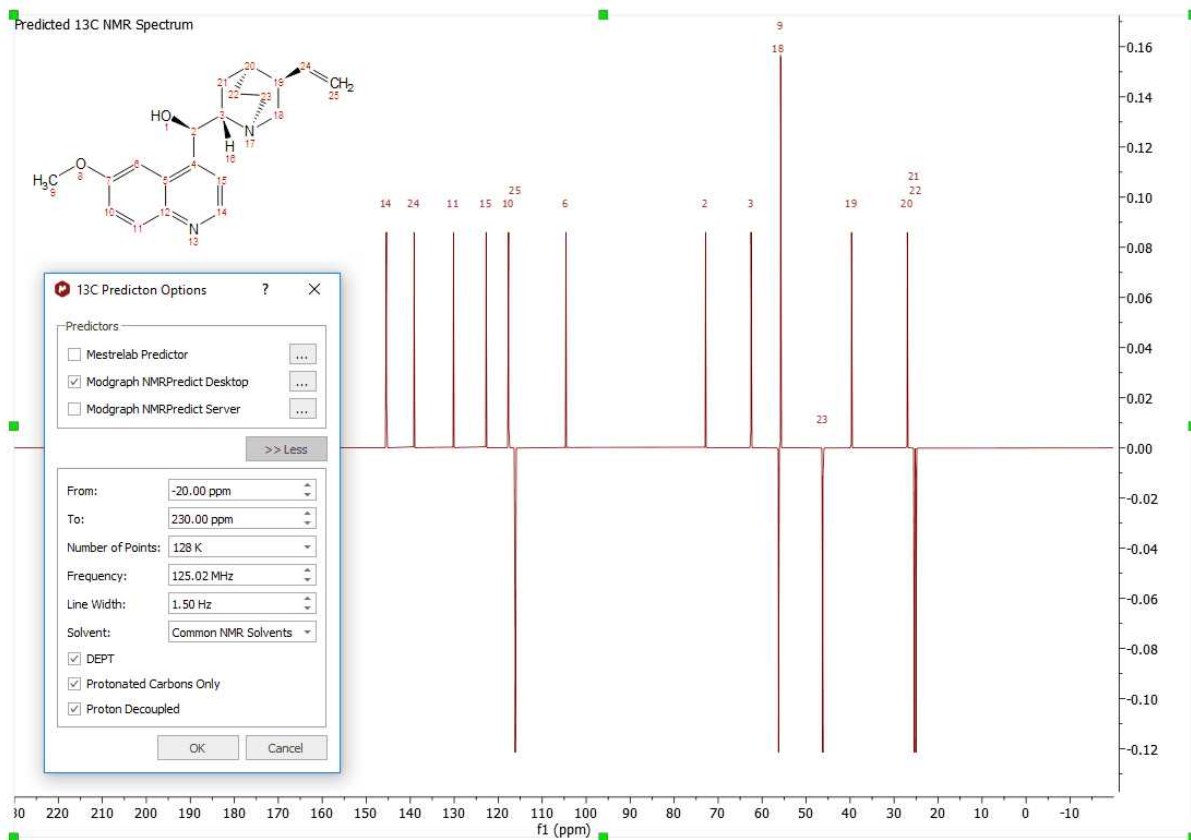 Predicted 13C NMR Spectrum
20
24
21
19
CH₂
22
23
25
3
18
HO
1
2
N
17
H
16
O
8
6
4
H₃C
9
7
5
15
10
12
14
11
N
13
14
24
11
15
25
10
6
2
3
9
18
23
19
21
22
20
13C Predicton Options
?
Predictors
Mestrelab Predictor
...
Modgraph NMRPredict Desktop
...
Modgraph NMRPredict Server
...
>> Less
From:
-20.00 ppm
To:
230.00 ppm
Number of Points:
128 K
Frequency:
125.02 MHz
Line Width:
1.50 Hz
Solvent:
Common NMR Solvents
DEPT
Protonated Carbons Only
Proton Decoupled
OK
Cancel
0.16
0.14
0.12
0.10
0.08
0.06
0.04
0.02
0.00
-0.02
-0.04
-0.06
-0.08
-0.10
-0.12
30 220 210 200 190 180 170 160 150 140 130 120 110 100 90 80 70 60 50 40 30 20 10 0 -10
f1 (ppm)